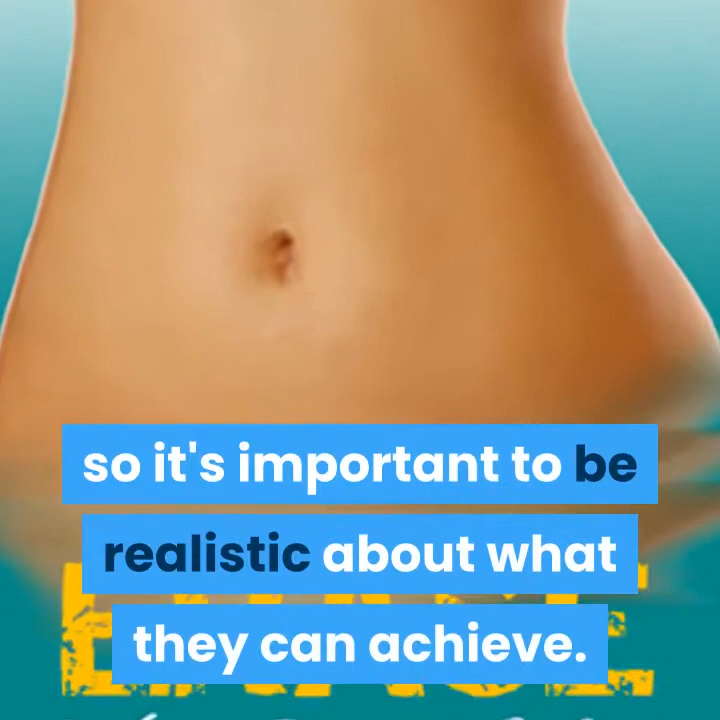 so it's important to be
realistic about what
they can achieve.